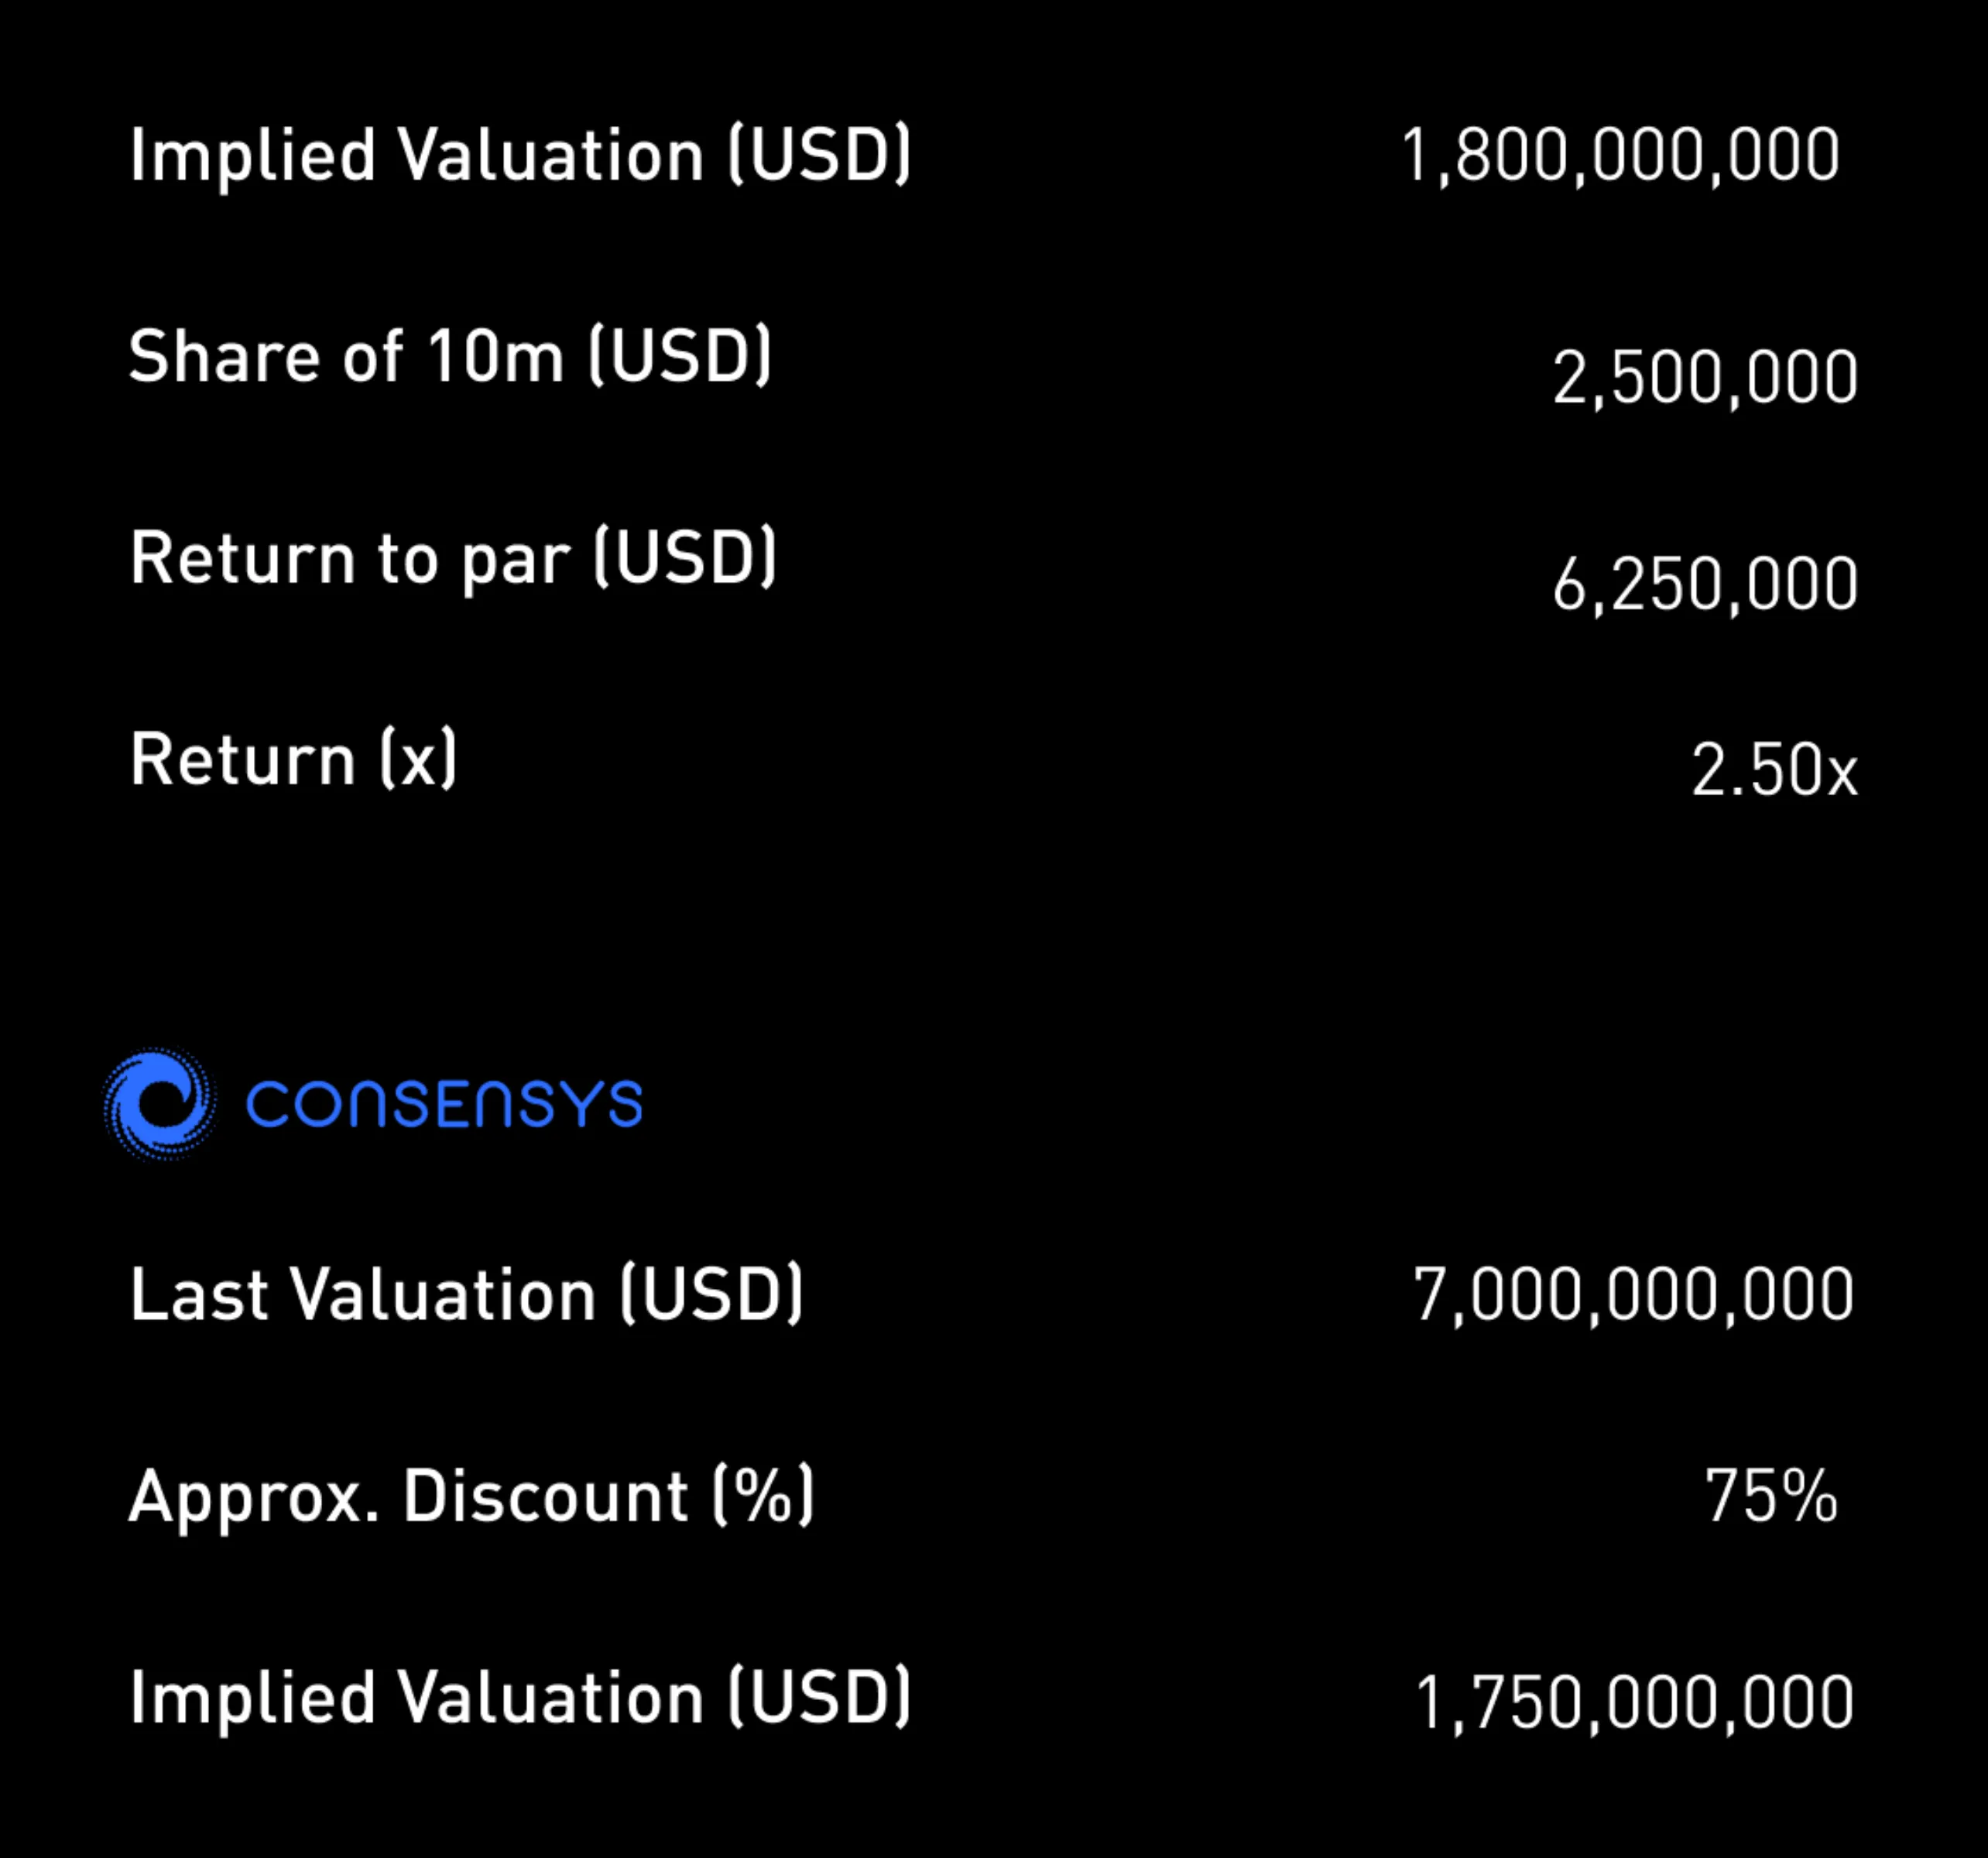 Implied Valuation (USD) 1,800,000,000
Share of 10m (USD) 2,500,000
Return to par (USD) 6,250,000
Return (x) 2.50x
CONSENSYS
Last Valuation (USD) 7,000,000,000
Approx. Discount (%) 75%
Implied Valuation (USD) 1,750,000,000